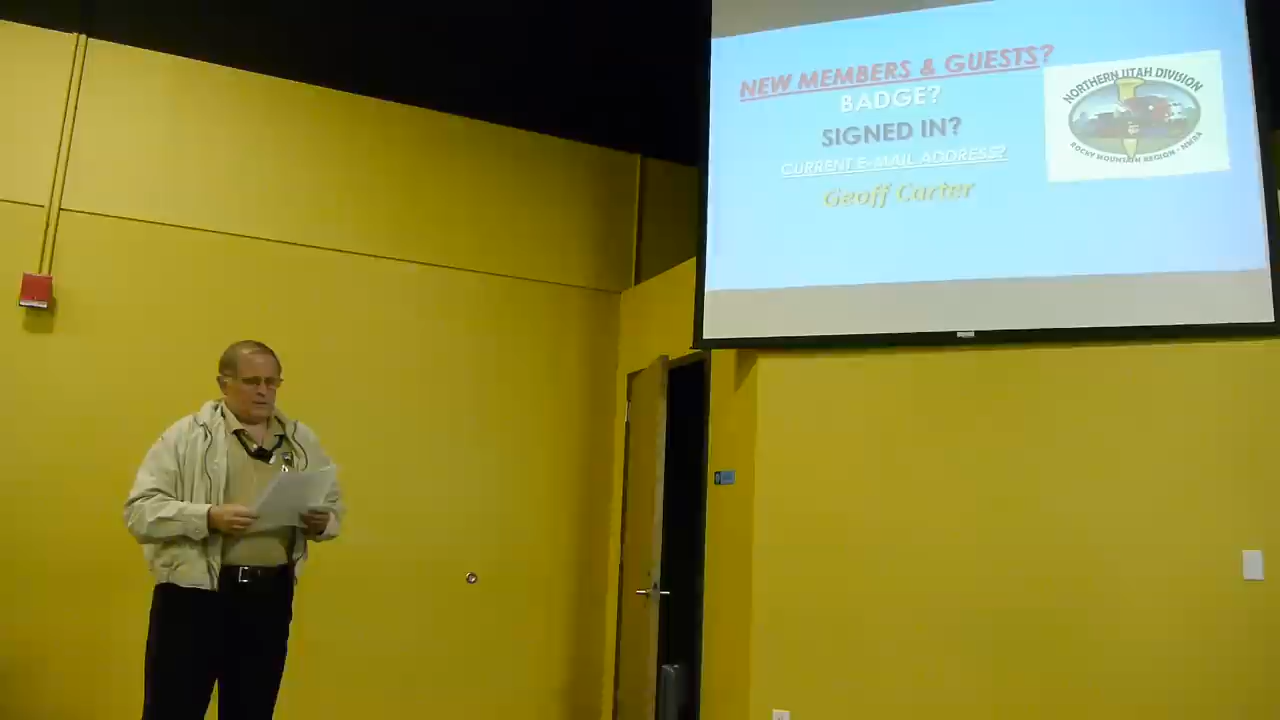 NEW MEMBERS & GUESTS?
BADGE?
SIGNED IN?
CURRENT E-MAIL ADDRESS?
Geoff Carter
NORTHERN UTAH DIVISION
ROCKY MOUNTAIN REGION - NMRA